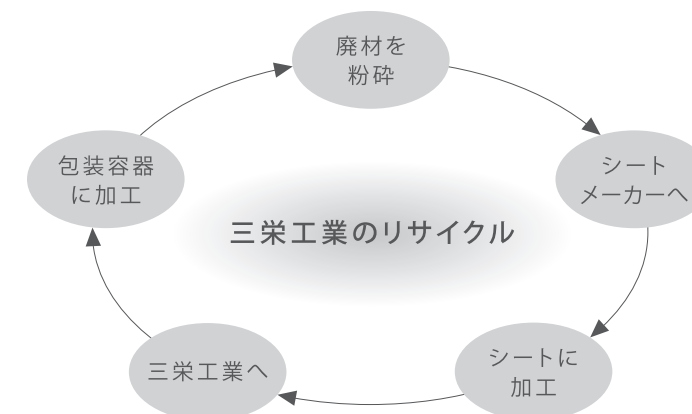 廃材を
粉砕
シート
メーカーへ
シートに
加工
三栄工業へ
包装容器
に加工
三栄工業のリサイクル